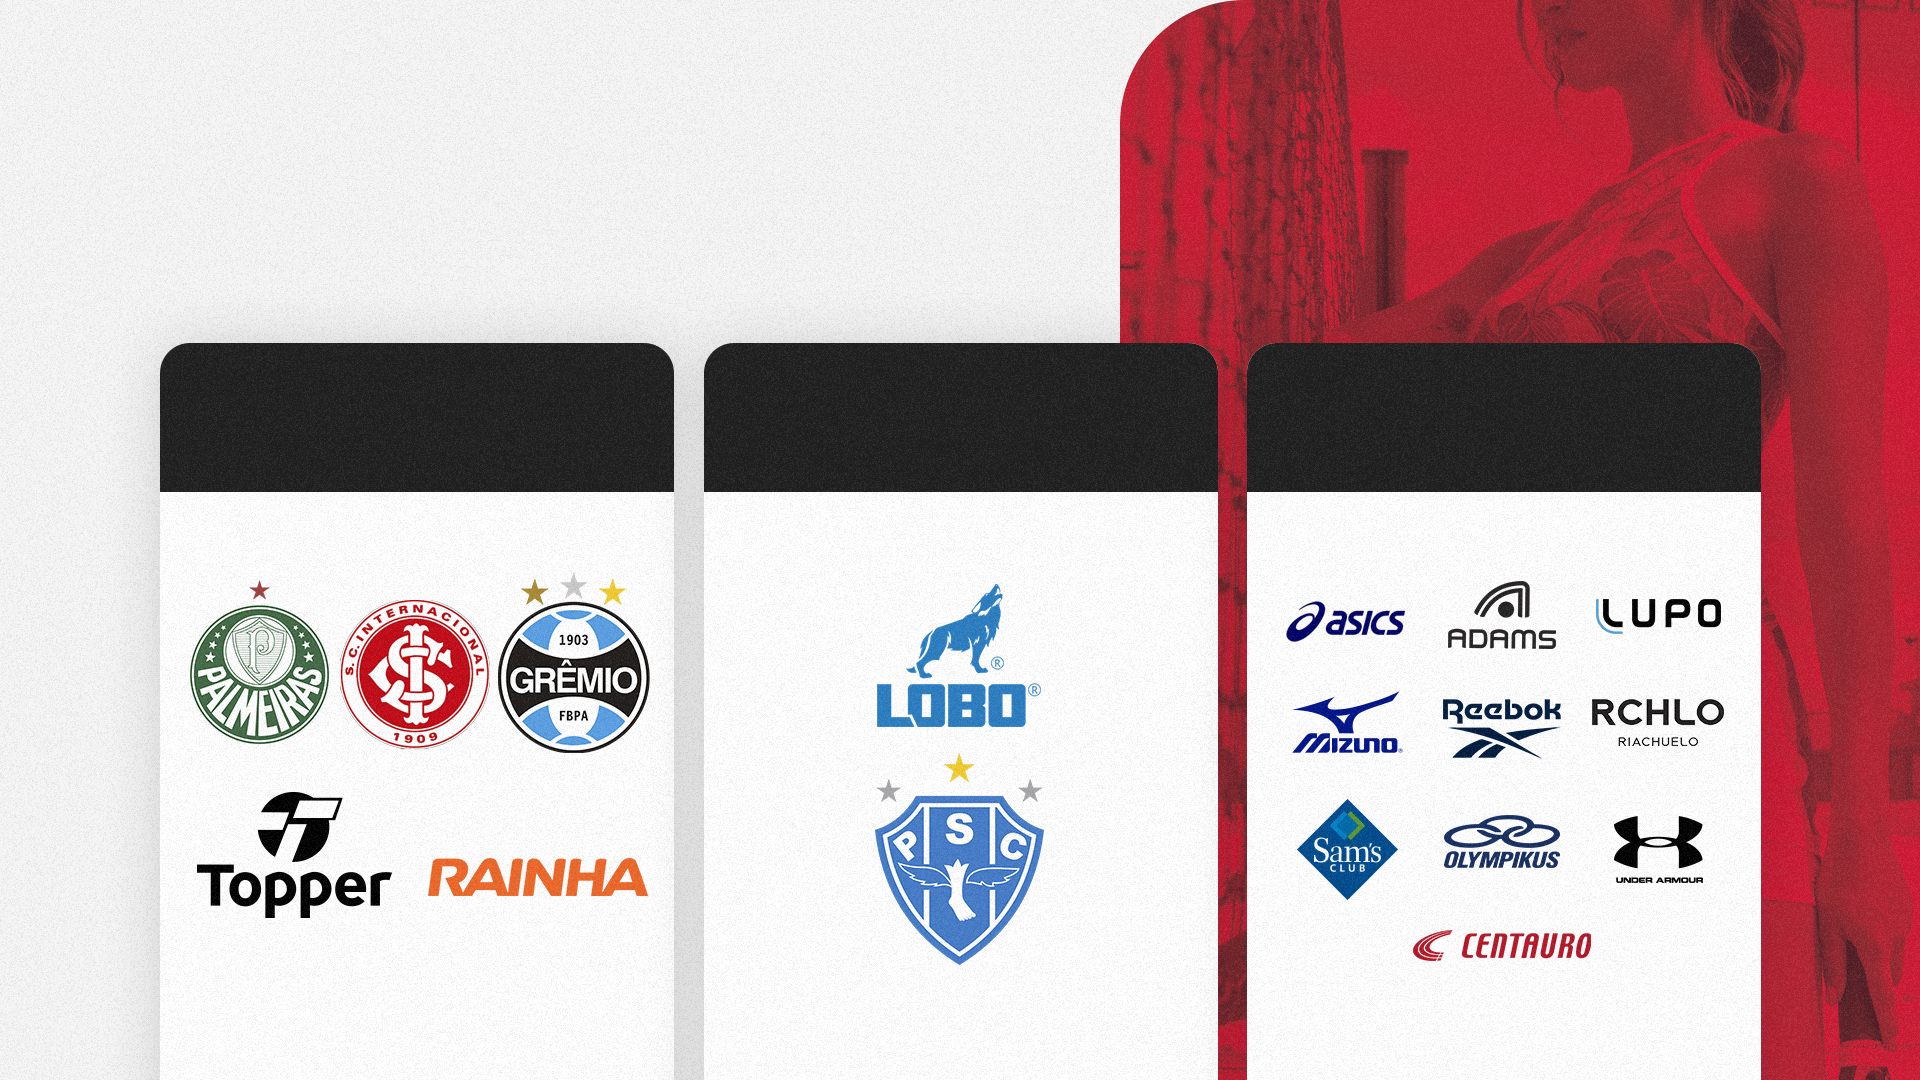 P
PALMEIRAS
S.C. INTERNACIONAL
SCI
1909
1903
GRÊMIO
FBPA
Topper
RAINHA
®
LOBO®
P S C
asics
ADAMS
LUPO
MIZUNO®
Reebok
RCHLO
RIACHUELO
Sam's
CLUB
OLYMPIKUS
UNDER ARMOUR
CENTAURO